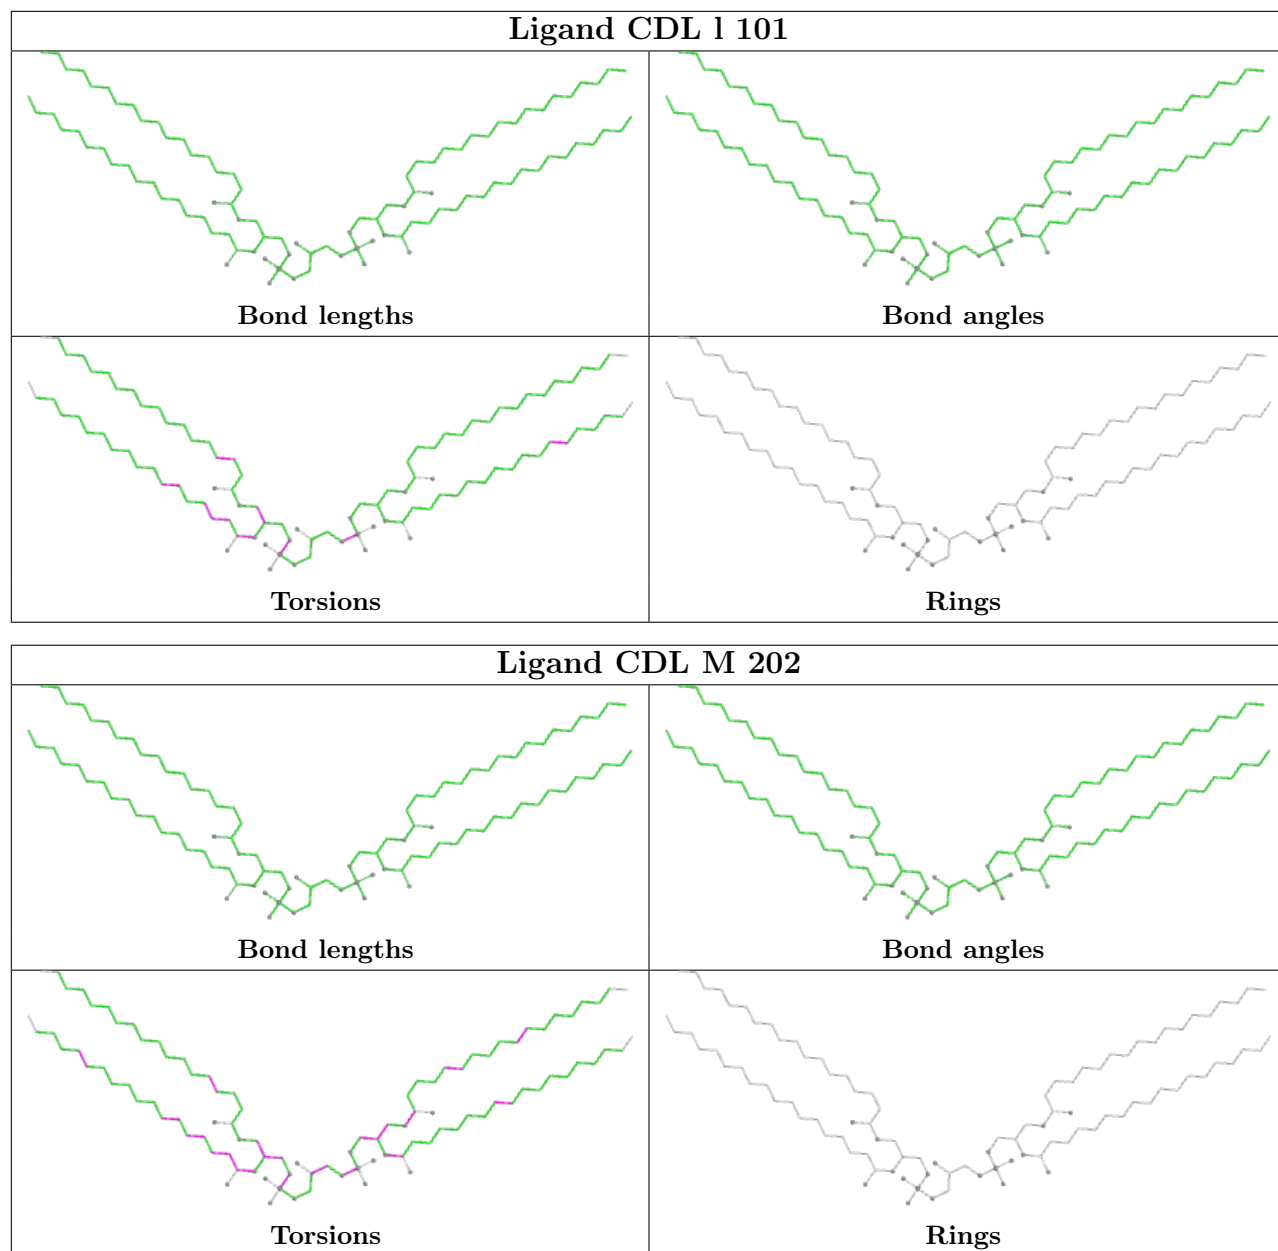 Ligand CDL l 101
Bond lengths
Bond angles
Torsions
Rings
Ligand CDL M 202
Bond lengths
Bond angles
Torsions
Rings